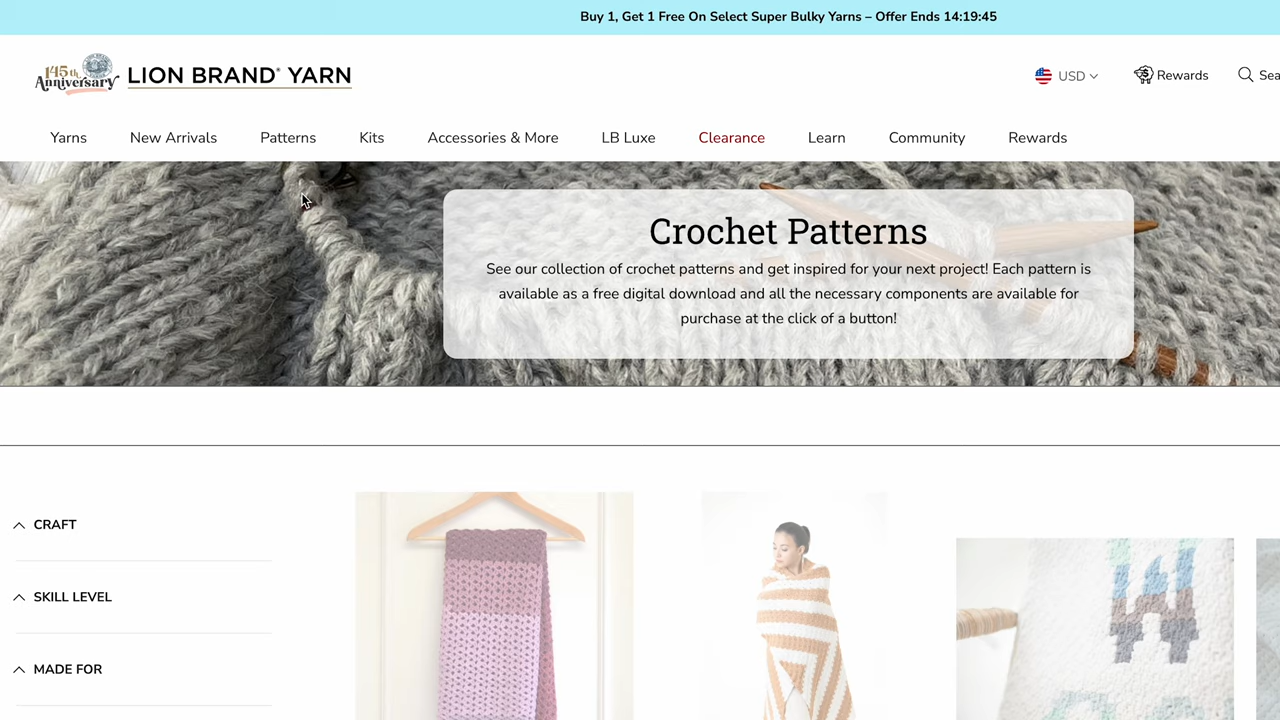 Buy 1, Get 1 Free On Select Super Bulky Yarns – Offer Ends 14:19:45
145th
Anniversary
LION BRAND® YARN
USD
Rewards
Sea
Yarns New Arrivals Patterns Kits Accessories & More LB Luxe Clearance Learn Community Rewards
Crochet Patterns
See our collection of crochet patterns and get inspired for your next project! Each pattern is
available as a free digital download and all the necessary components are available for
purchase at the click of a button!
CRAFT
SKILL LEVEL
MADE FOR